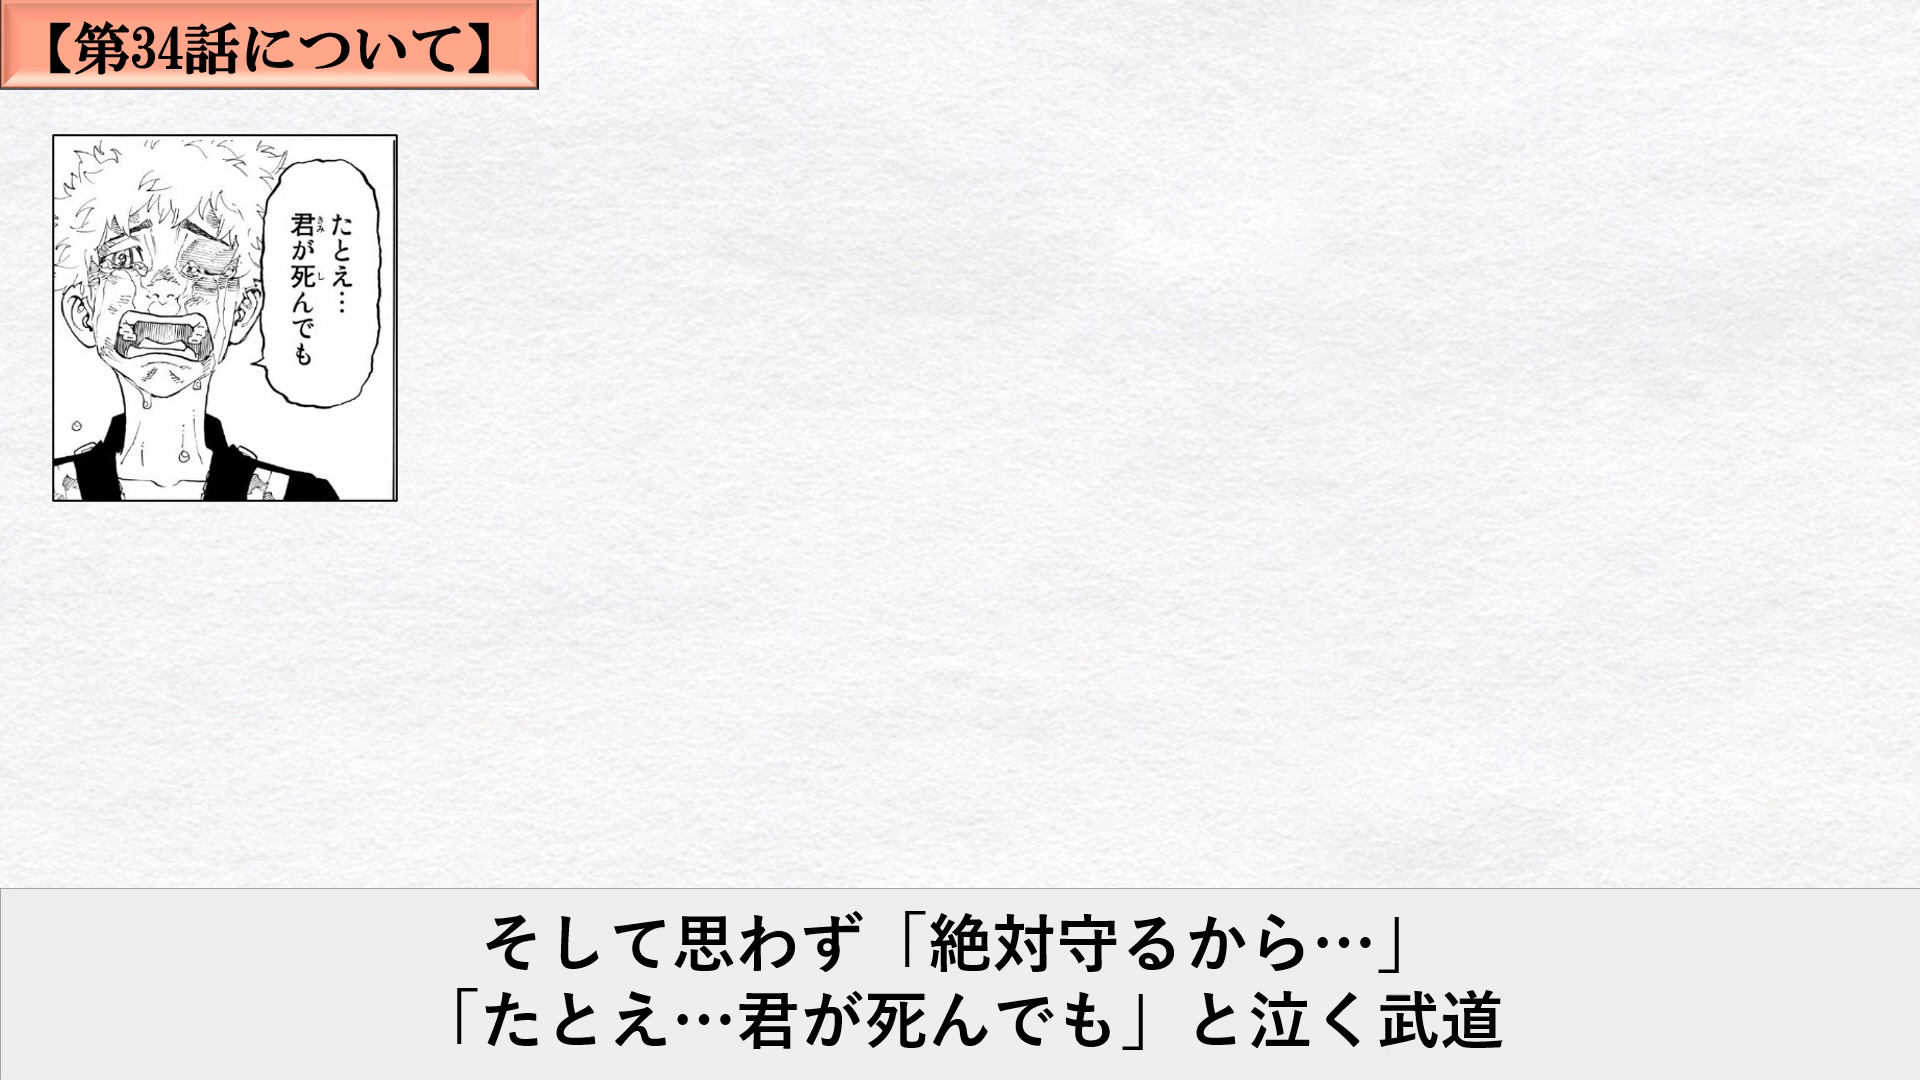 【第34話について】
たとえ…
君が死んでも
そして思わず「絶対守るから…」
「たとえ…君が死んでも」と泣く武道